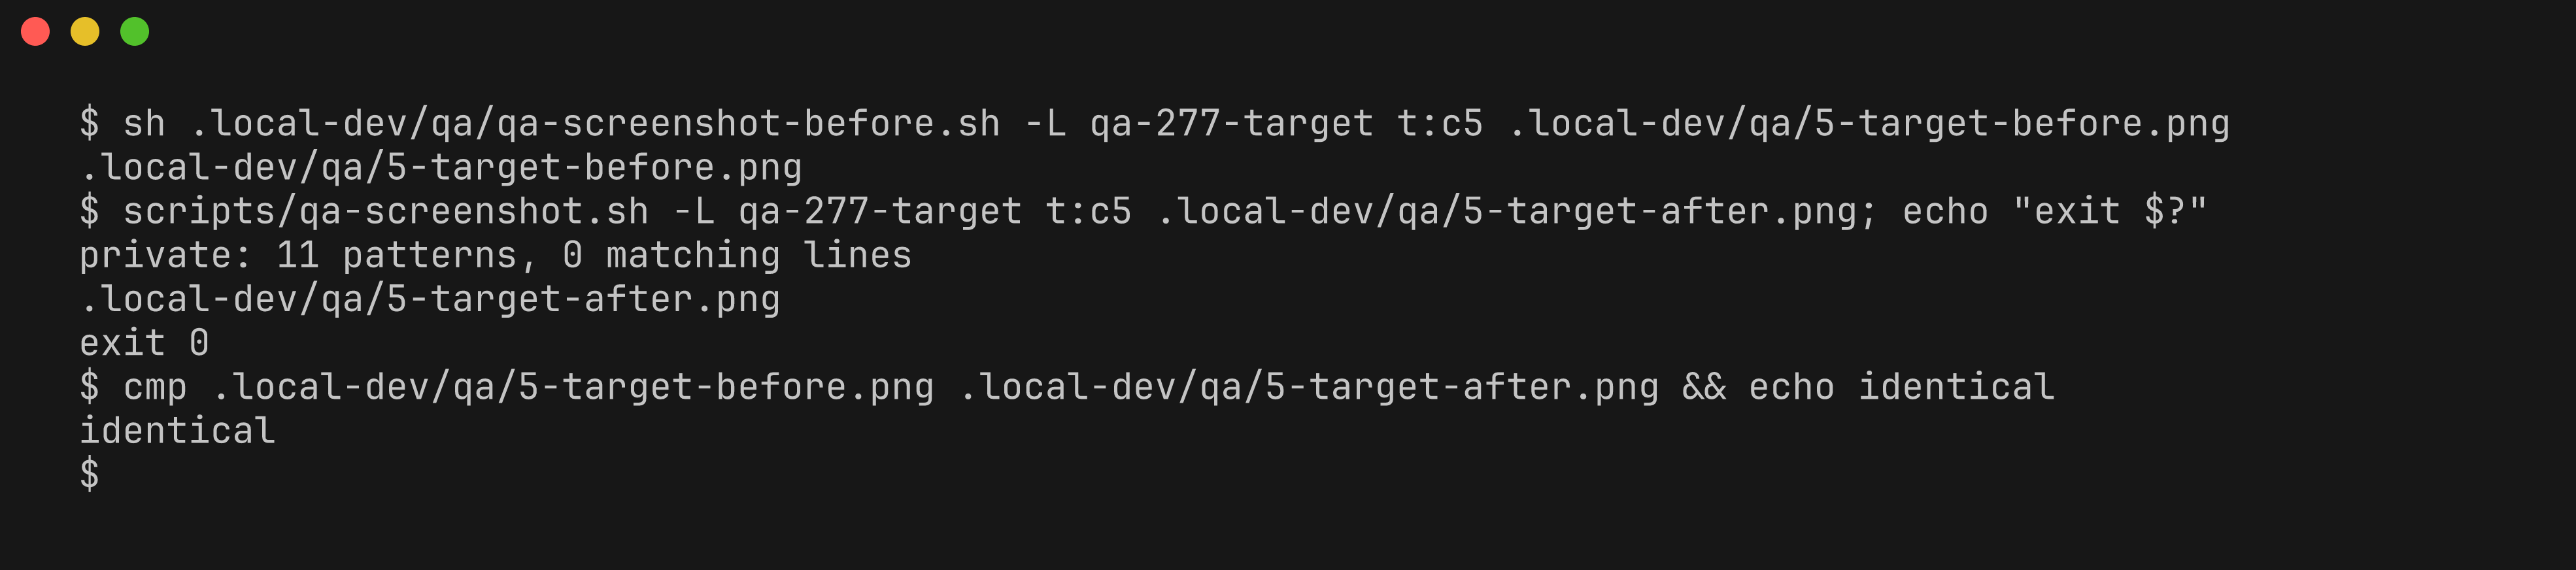 $ sh .local-dev/qa/qa-screenshot-before.sh -L qa-277-target t:c5 .local-dev/qa/5-target-before.png
.local-dev/qa/5-target-before.png
$ scripts/qa-screenshot.sh -L qa-277-target t:c5 .local-dev/qa/5-target-after.png; echo "exit $?"
private: 11 patterns, 0 matching lines
.local-dev/qa/5-target-after.png
exit 0
$ cmp .local-dev/qa/5-target-before.png .local-dev/qa/5-target-after.png && echo identical
identical
$